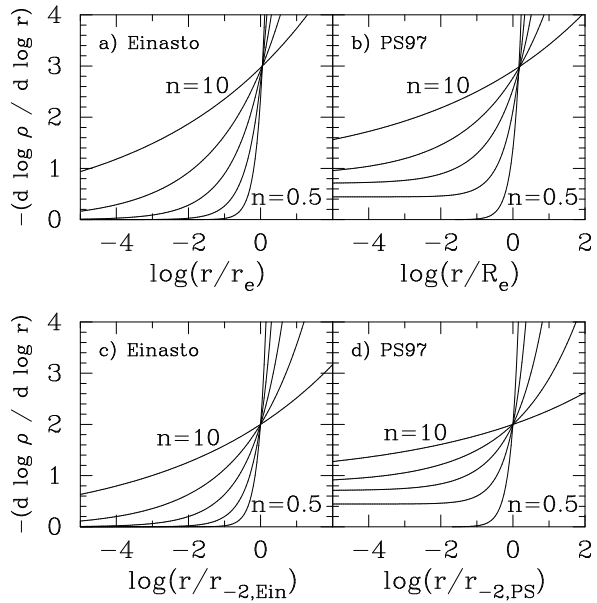 a) Einasto
b) PS97
−(d log ρ / d log r)
4
3
2
1
0
n=10
n=10
n=0.5
n=0.5
−4 −2 0
−4 −2 0 2
log(r/r_e)
log(r/R_e)
c) Einasto
d) PS97
−(d log ρ / d log r)
4
3
2
1
0
n=10
n=10
n=0.5
n=0.5
−4 −2 0
−4 −2 0 2
log(r/r_−2,Ein)
log(r/r_−2,PS)